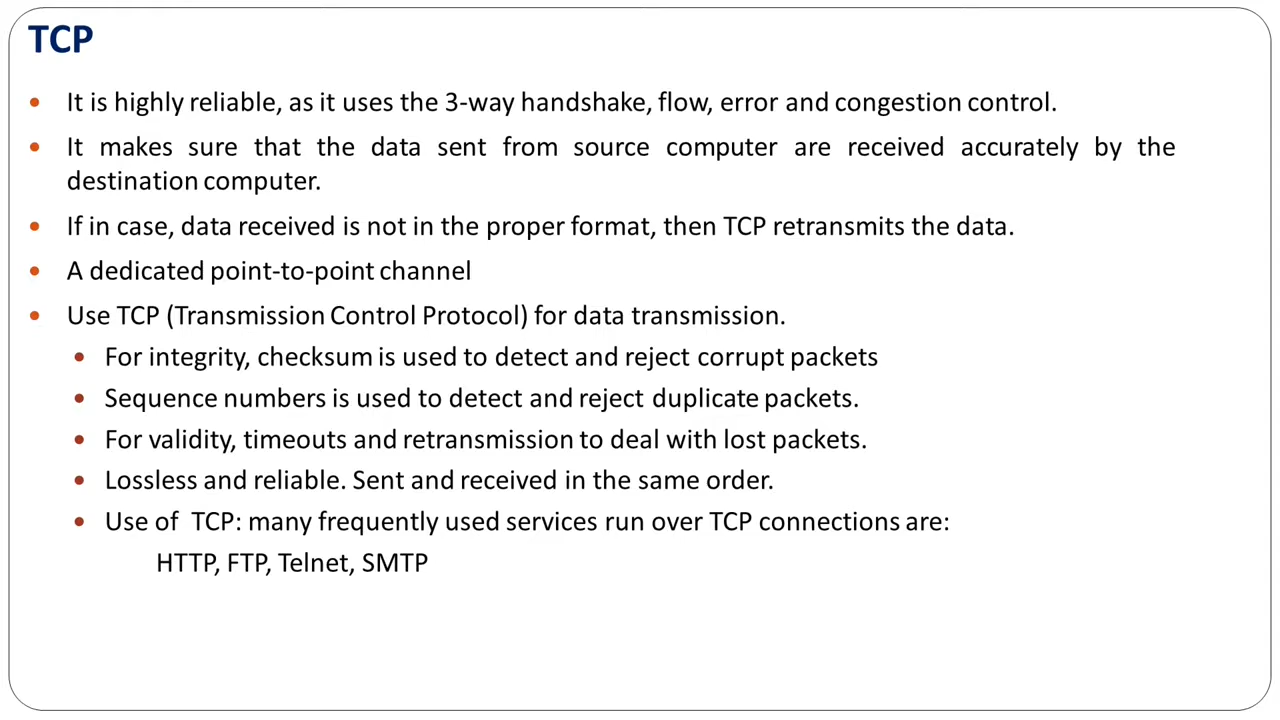 TCP
It is highly reliable, as it uses the 3-way handshake, flow, error and congestion control.
It makes sure that the data sent from source computer are received accurately by the
destination computer.
If in case, data received is not in the proper format, then TCP retransmits the data.
A dedicated point-to-point channel
Use TCP (Transmission Control Protocol) for data transmission.
For integrity, checksum is used to detect and reject corrupt packets
Sequence numbers is used to detect and reject duplicate packets.
For validity, timeouts and retransmission to deal with lost packets.
Lossless and reliable. Sent and received in the same order.
Use of TCP: many frequently used services run over TCP connections are:
HTTP, FTP, Telnet, SMTP